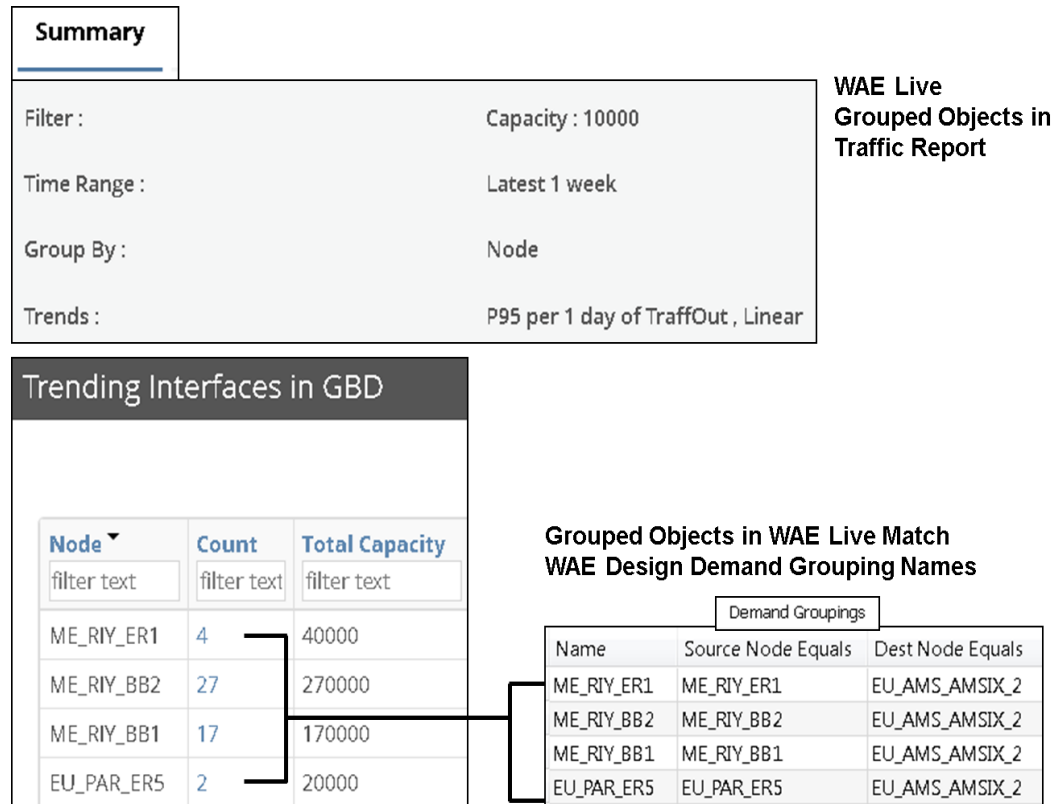 Summary
WAE Live
Grouped Objects in
Traffic Report
Filter :
Capacity : 10000
Time Range :
Latest 1 week
Group By :
Node
Trends :
P95 per 1 day of TraffOut , Linear
Trending Interfaces in GBD
Node Count Total Capacity
filter text filter text filter text
ME_RIY_ER1 4 40000
ME_RIY_BB2 27 270000
ME_RIY_BB1 17 170000
EU_PAR_ER5 2 20000
Grouped Objects in WAE Live Match
WAE Design Demand Grouping Names
Demand Groupings
Name Source Node Equals Dest Node Equals
ME_RIY_ER1 ME_RIY_ER1 EU_AMS_AMSIX_2
ME_RIY_BB2 ME_RIY_BB2 EU_AMS_AMSIX_2
ME_RIY_BB1 ME_RIY_BB1 EU_AMS_AMSIX_2
EU_PAR_ER5 EU_PAR_ER5 EU_AMS_AMSIX_2